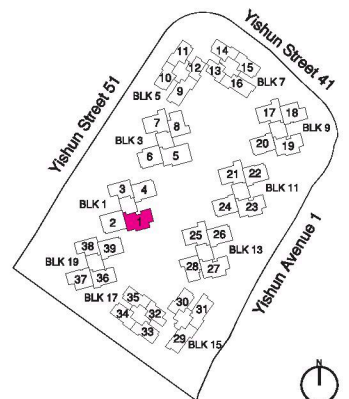 Yishun Street 41
Yishun Street 51
Yishun Avenue 1
11
12
10
9
BLK 5
14
15
13
16
BLK 7
7
8
BLK 3
6
5
17
18
BLK 9
20
19
3
4
BLK 1
2
1
21
22
BLK 11
24
23
38
39
BLK 19
37
36
25
26
BLK 13
28
27
BLK 17
35
34
32
33
30
31
29
BLK 15
N